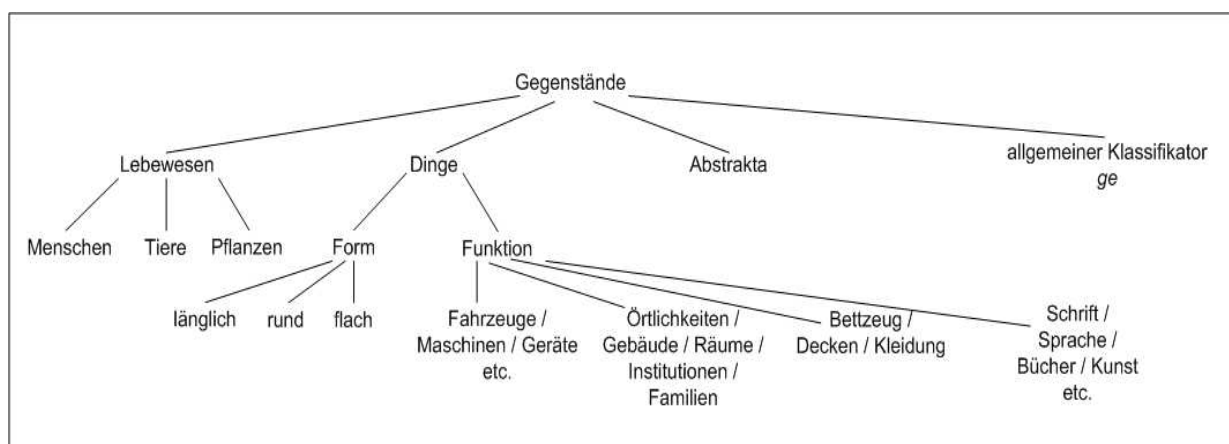 Gegenstände
Lebewesen
Dinge
Abstrakta
allgemeiner Klassifikator
ge
Menschen
Tiere
Pflanzen
Form
Funktion
länglich
rund
flach
Fahrzeuge /
Maschinen / Geräte
etc.
Örtlichkeiten /
Gebäude / Räume /
Institutionen /
Familien
Bettzeug /
Decken / Kleidung
Schrift /
Sprache /
Bücher / Kunst
etc.